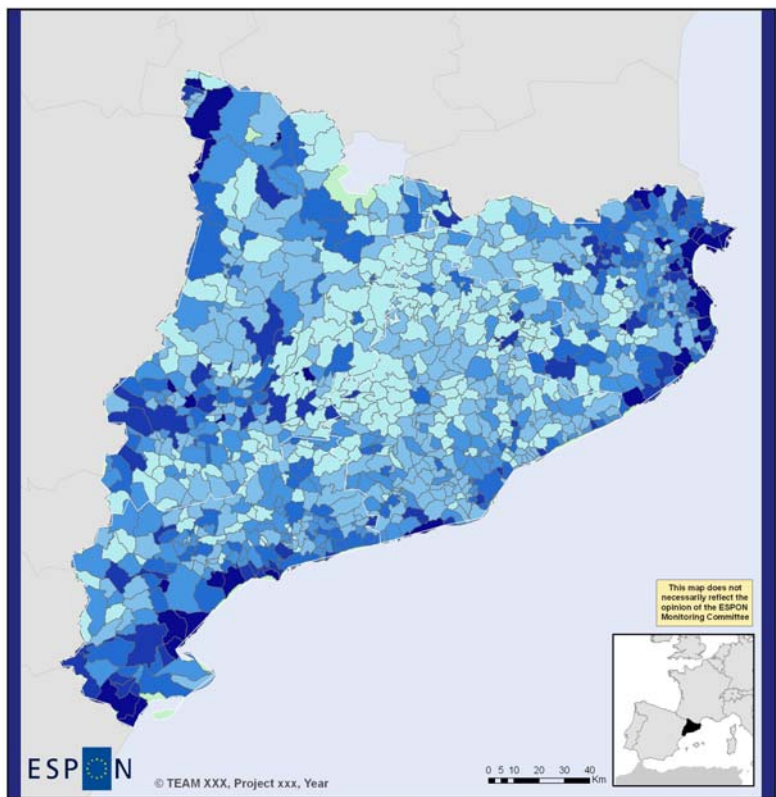 This map does not
necessarily reflect the
opinion of the ESPON
Monitoring Committee
ESPON
© TEAM XXX, Project xxx, Year
0 5 10 20 30 40
Km